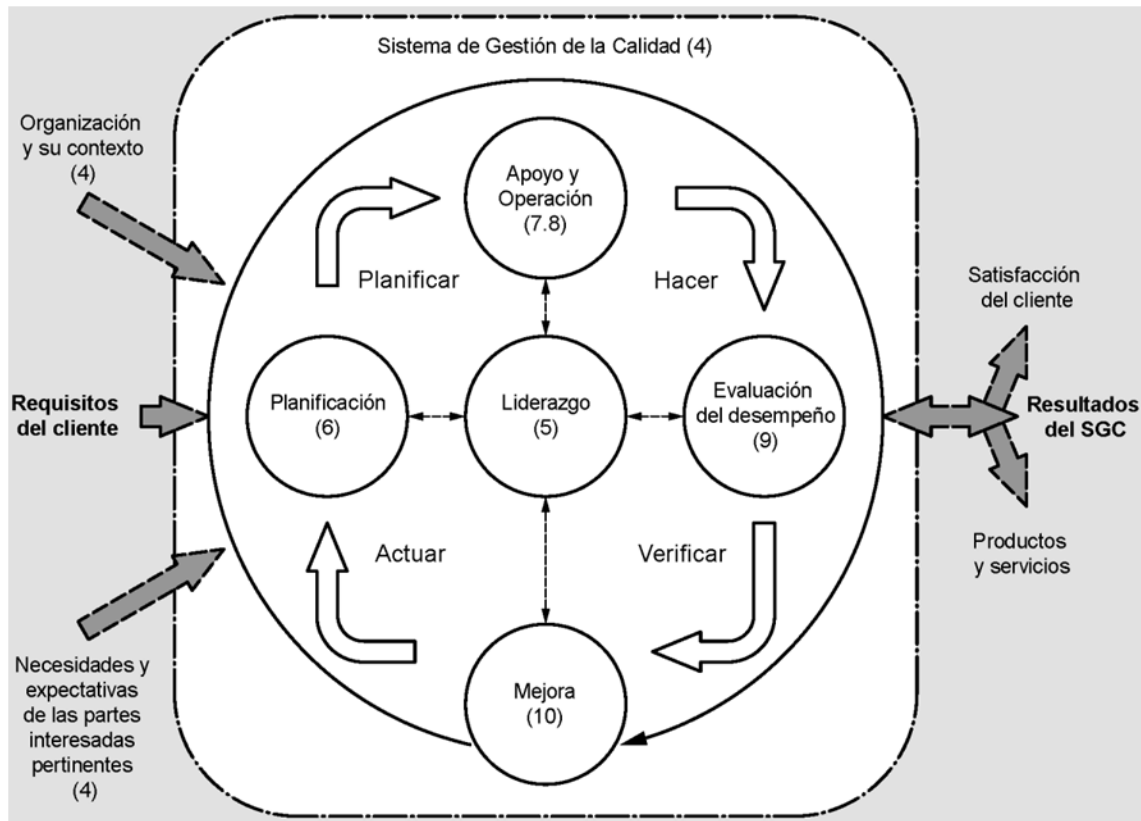 Sistema de Gestión de la Calidad (4)
Organización
y su contexto
(4)
Apoyo y
Operación
(7.8)
Planificar
Hacer
Satisfacción
del cliente
Requisitos
del cliente
Planificación
(6)
Liderazgo
(5)
Evaluación
del desempeño
(9)
Resultados
del SGC
Actuar
Verificar
Productos
y servicios
Necesidades y
expectativas
de las partes
interesadas
pertinentes
(4)
Mejora
(10)